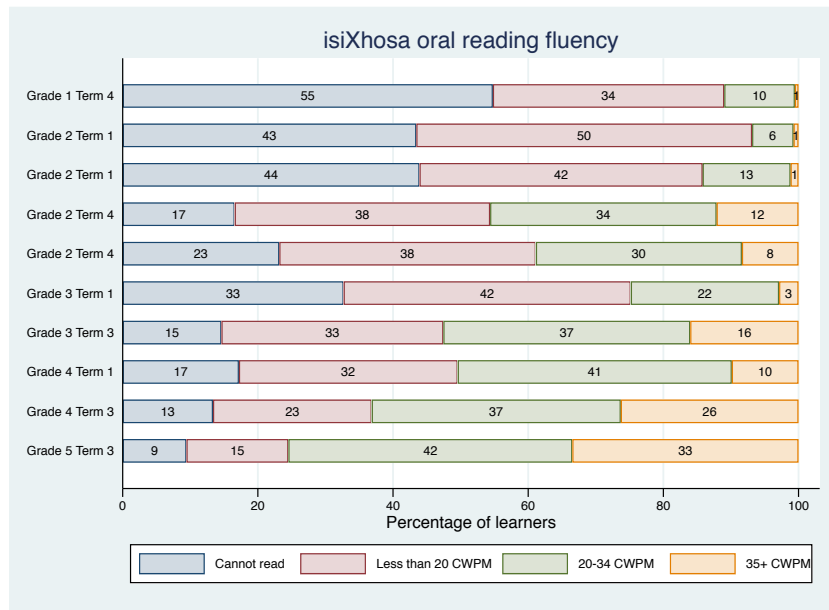 isiXhosa oral reading fluency
Grade 1 Term 4 55 34 10 1
Grade 2 Term 1 43 50 6 1
Grade 2 Term 1 44 42 13 1
Grade 2 Term 4 17 38 34 12
Grade 2 Term 4 23 38 30 8
Grade 3 Term 1 33 42 22 3
Grade 3 Term 3 15 33 37 16
Grade 4 Term 1 17 32 41 10
Grade 4 Term 3 13 23 37 26
Grade 5 Term 3 9 15 42 33
0 20 40 60 80 100
Percentage of learners
Cannot read Less than 20 CWPM 20-34 CWPM 35+ CWPM